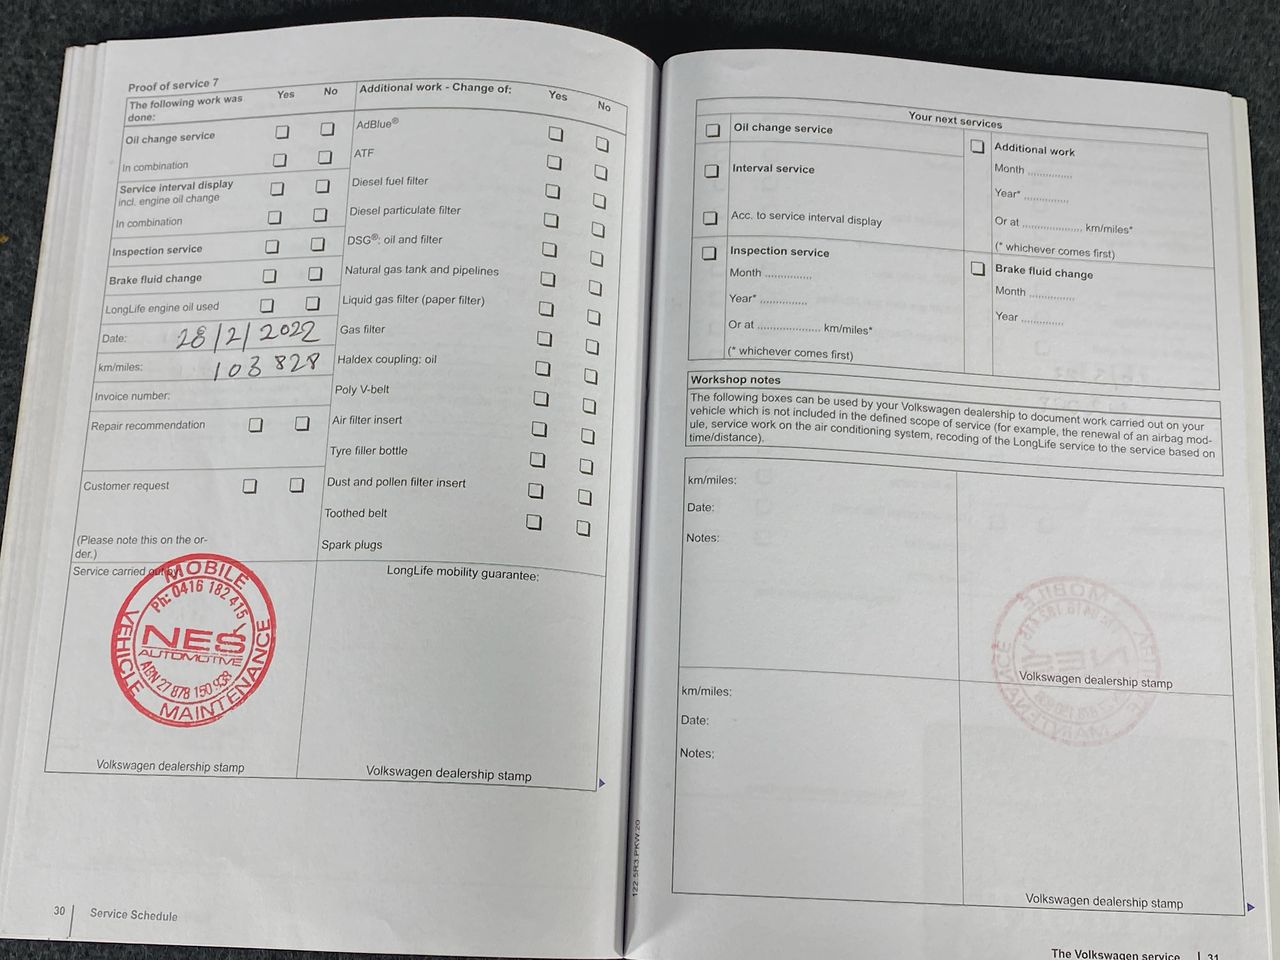 Proof of service 7
The following work was done:
Yes
No
Oil change service
In combination
Service interval display
incl. engine oil change
In combination
Inspection service
Brake fluid change
LongLife engine oil used
Date: 28/2/2022
km/miles: 103 828
Invoice number:
Repair recommendation
Customer request
(Please note this on the or-
der.)
Service carried out by:
MOBILE
VEHICLE
MAINTENANCE
Ph: 0416 182 415
NES
AUTOMOTIVE
ABN 27 878 150 938
Volkswagen dealership stamp
Additional work - Change of:
Yes
No
AdBlue®
ATF
Diesel fuel filter
Diesel particulate filter
DSG®: oil and filter
Natural gas tank and pipelines
Liquid gas filter (paper filter)
Gas filter
Haldex coupling: oil
Poly V-belt
Air filter insert
Tyre filler bottle
Dust and pollen filter insert
Toothed belt
Spark plugs
LongLife mobility guarantee:
Volkswagen dealership stamp
30
Service Schedule
Your next services
Oil change service
Interval service
Acc. to service interval display
Inspection service
Month ...............
Year* ...............
Or at .................... km/miles*
(* whichever comes first)
Additional work
Month ..............
Year* ..............
Or at .................... km/miles*
(* whichever comes first)
Brake fluid change
Month ..............
Year .............
Workshop notes
The following boxes can be used by your Volkswagen dealership to document work carried out on your
vehicle which is not included in the defined scope of service (for example, the renewal of an airbag mod-
ule, service work on the air conditioning system, recoding of the LongLife service to the service based on
time/distance).
km/miles:
Date:
Notes:
Volkswagen dealership stamp
km/miles:
Date:
Notes:
Volkswagen dealership stamp
122.5R3.PKW.20
The Volkswagen service
31